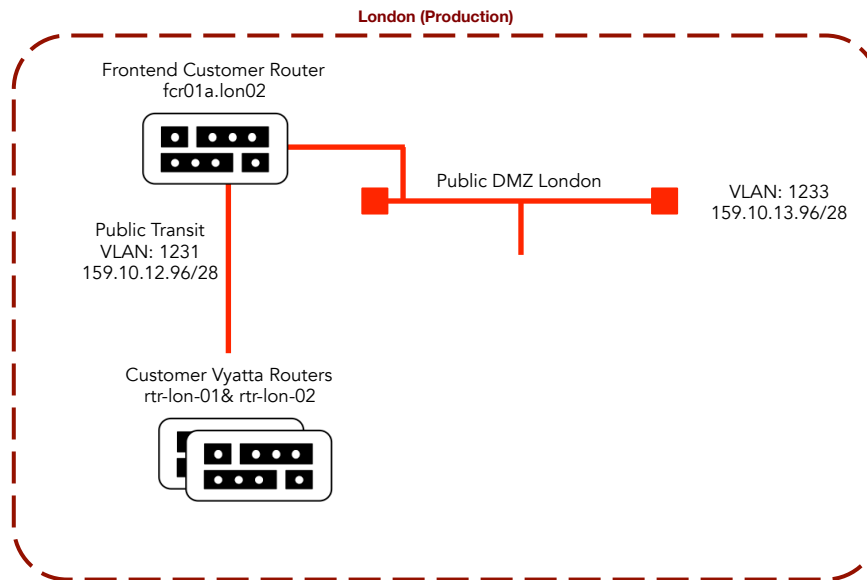 London (Production)
Frontend Customer Router
fcr01a.lon02
Public DMZ London
VLAN: 1233
159.10.13.96/28
Public Transit
VLAN: 1231
159.10.12.96/28
Customer Vyatta Routers
rtr-lon-01& rtr-lon-02